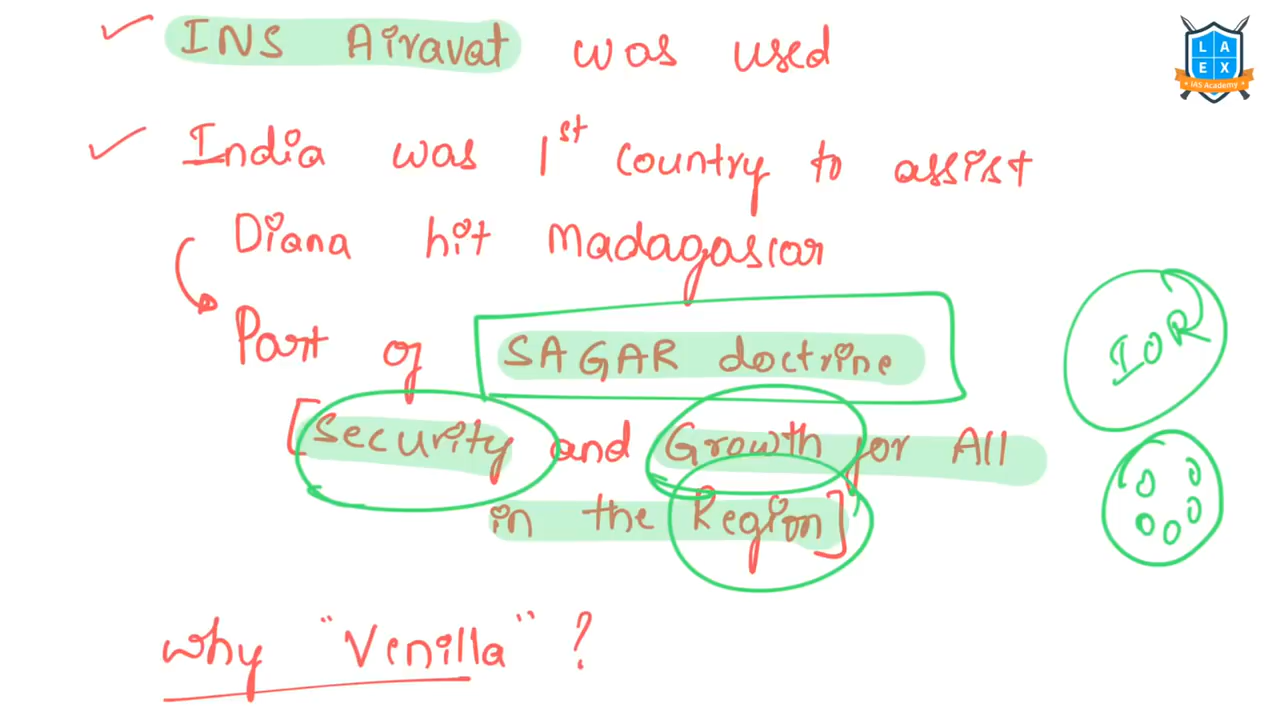 INS Airavat was used
India was 1st country to assist
Diana hit Madagascar
Part of SAGAR doctrine
[Security and Growth for All
in the Region]
Why "Venilla" ?
IOR
L A
E X
IAS Academy